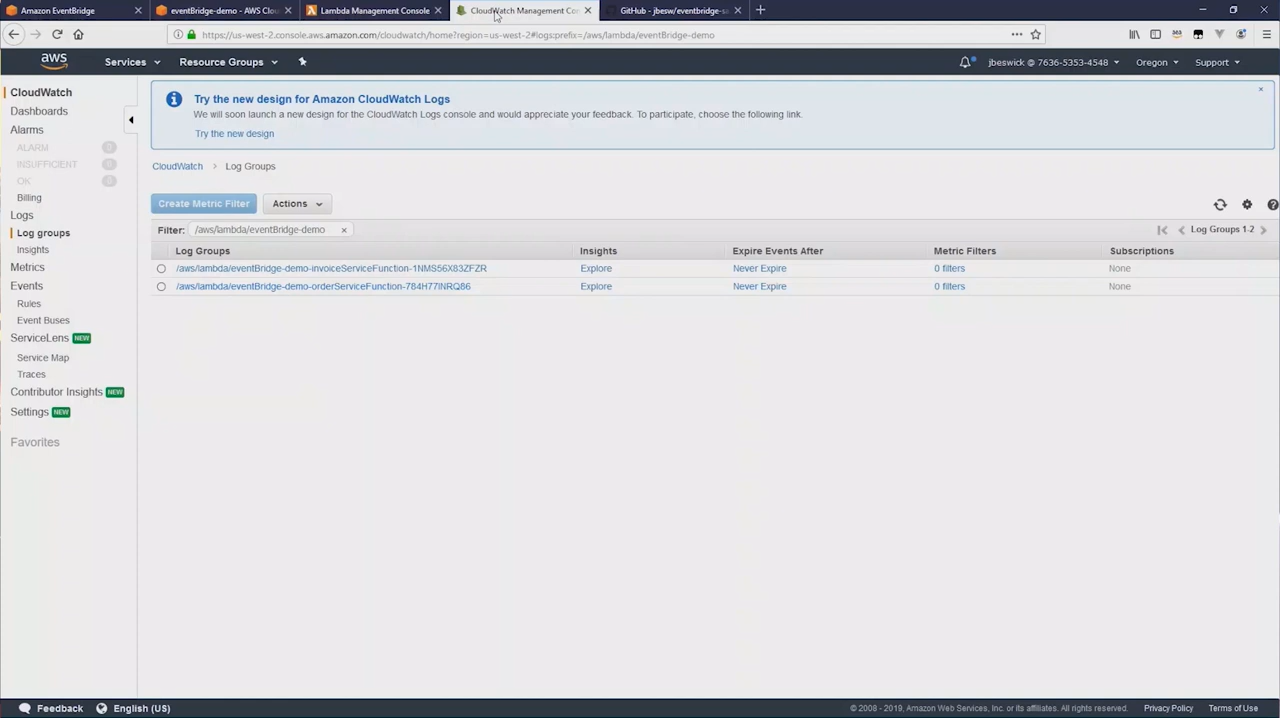 Amazon EventBridge
eventBridge-demo - AWS Clou
Lambda Management Console
CloudWatch Management Con
GitHub - jbesw/eventbridge-sa
https://us-west-2.console.aws.amazon.com/cloudwatch/home?region=us-west-2#logs:prefix=/aws/lambda/eventBridge-demo
aws
Services
Resource Groups
jbeswick @ 7636-5353-4548
Oregon
Support
CloudWatch
Dashboards
Alarms
ALARM 0
INSUFFICIENT 0
OK 0
Billing
Logs
Log groups
Insights
Metrics
Events
Rules
Event Buses
ServiceLens NEW
Service Map
Traces
Contributor Insights NEW
Settings NEW
Favorites
Try the new design for Amazon CloudWatch Logs
We will soon launch a new design for the CloudWatch Logs console and would appreciate your feedback. To participate, choose the following link.
Try the new design
CloudWatch > Log Groups
Create Metric Filter
Actions
Filter: /aws/lambda/eventBridge-demo
Log Groups 1-2
Log Groups Insights Expire Events After Metric Filters Subscriptions
/aws/lambda/eventBridge-demo-invoiceServiceFunction-1NMS56X83ZFZR Explore Never Expire 0 filters None
/aws/lambda/eventBridge-demo-orderServiceFunction-784H77INRQ86 Explore Never Expire 0 filters None
Feedback
English (US)
© 2008 - 2019, Amazon Web Services, Inc. or its affiliates. All rights reserved.
Privacy Policy
Terms of Use